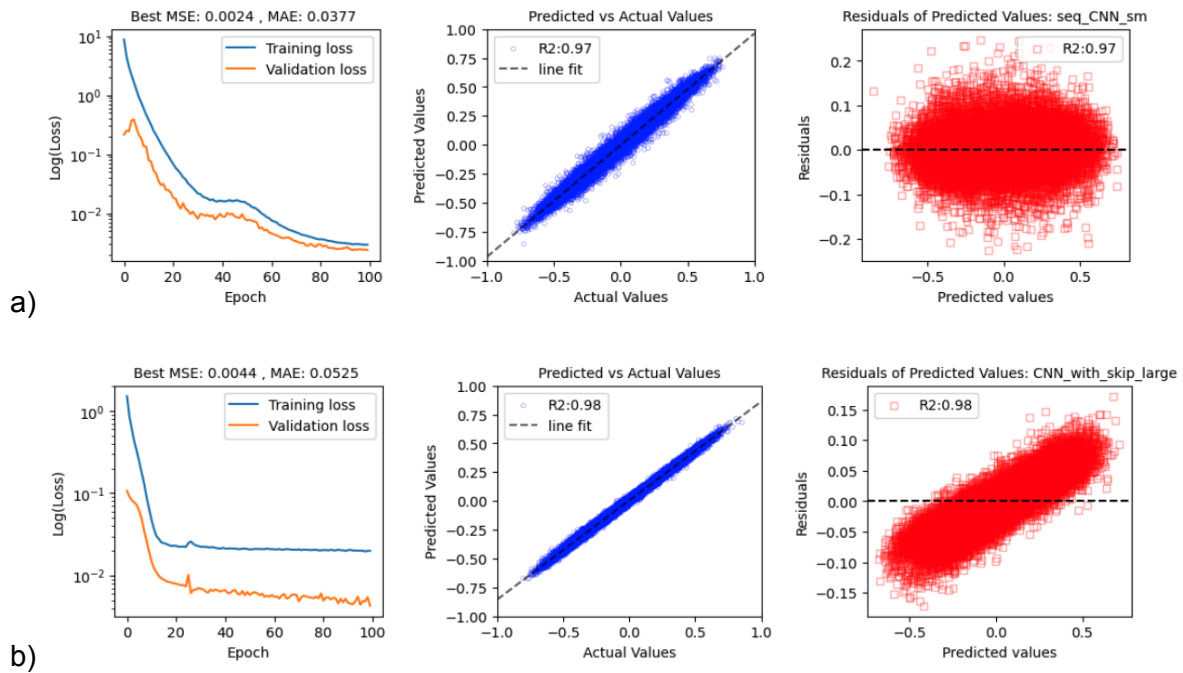 Best MSE: 0.0024 , MAE: 0.0377
10^1
10^0
10^-1
10^-2
Log(Loss)
Training loss
Validation loss
0 20 40 60 80 100
Epoch
Predicted vs Actual Values
1.00
0.75
0.50
0.25
0.00
−0.25
−0.50
−0.75
−1.00
Predicted Values
R2:0.97
line fit
−1.0 −0.5 0.0 0.5 1.0
Actual Values
Residuals of Predicted Values: seq_CNN_sm
0.2
0.1
0.0
−0.1
−0.2
Residuals
R2:0.97
−0.5 0.0 0.5
Predicted values
a)
Best MSE: 0.0044 , MAE: 0.0525
10^0
10^-1
10^-2
Log(Loss)
Training loss
Validation loss
0 20 40 60 80 100
Epoch
Predicted vs Actual Values
1.00
0.75
0.50
0.25
0.00
−0.25
−0.50
−0.75
−1.00
Predicted Values
R2:0.98
line fit
−1.0 −0.5 0.0 0.5 1.0
Actual Values
Residuals of Predicted Values: CNN_with_skip_large
0.15
0.10
0.05
0.00
−0.05
−0.10
−0.15
Residuals
R2:0.98
−0.5 0.0 0.5
Predicted values
b)